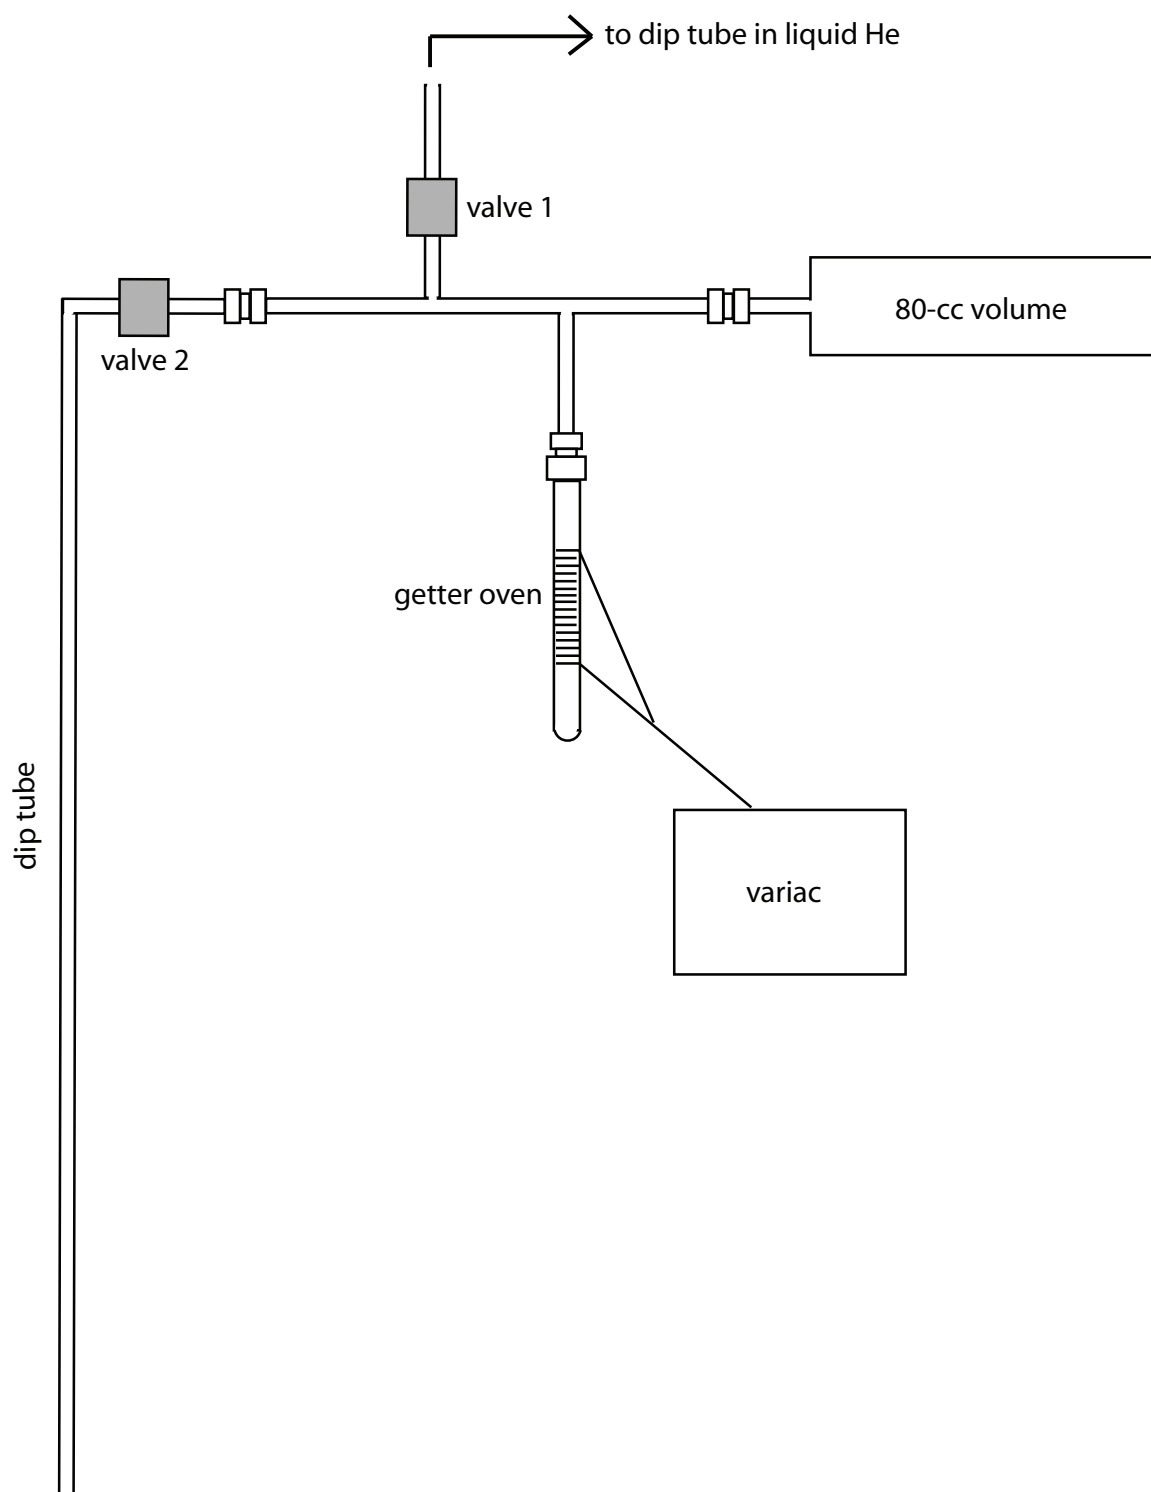 to dip tube in liquid He
valve 1
80-cc volume
valve 2
getter oven
dip tube
variac